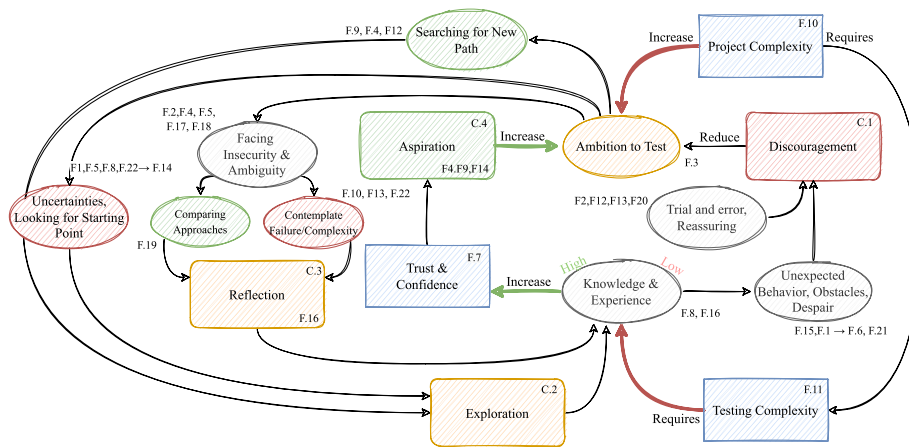 F.9, F.4, F12
Searching for New
Path
F.10
Project Complexity
Increase
Requires
F.2,F.4, F.5,
F.17, F.18
Facing
Insecurity &
Ambiguity
C.4
Aspiration
F4.F9,F14
Increase
Ambition to Test
Reduce
F.3
C.1
Discouragement
F1,F.5,F.8,F.22→ F.14
Uncertainties,
Looking for Starting
Point
F.10, F13, F.22
Comparing
Approaches
Contemplate
Failure/Complexity
F2,F12,F13,F20
Trial and error,
Reassuring
F.19
C.3
Reflection
F.16
F.7
Trust &
Confidence
Increase
High
Low
Knowledge &
Experience
F.8, F.16
Unexpected
Behavior, Obstacles,
Despair
F.15,F.1 → F.6, F.21
C.2
Exploration
Requires
F.11
Testing Complexity